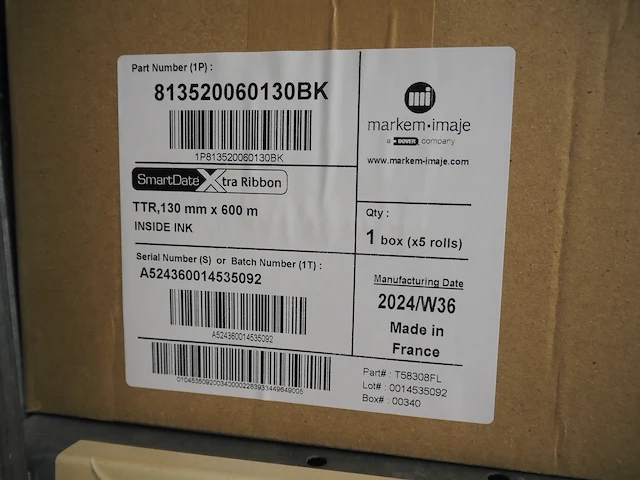 Part Number (1P) :
813520060130BK
1P813520060130BK
SmartDate Xtra Ribbon
TTR,130 mm x 600 m
INSIDE INK
Serial Number (S) or Batch Number (1T) :
A524360014535092
A524360014535092
mi
markem·imaje
a DOVER company
www.markem-imaje.com
Qty :
1 box (x5 rolls)
Manufacturing Date
2024/W36
Made in
France
Part# : T58308FL
Lot# : 0014535092
Box# : 00340